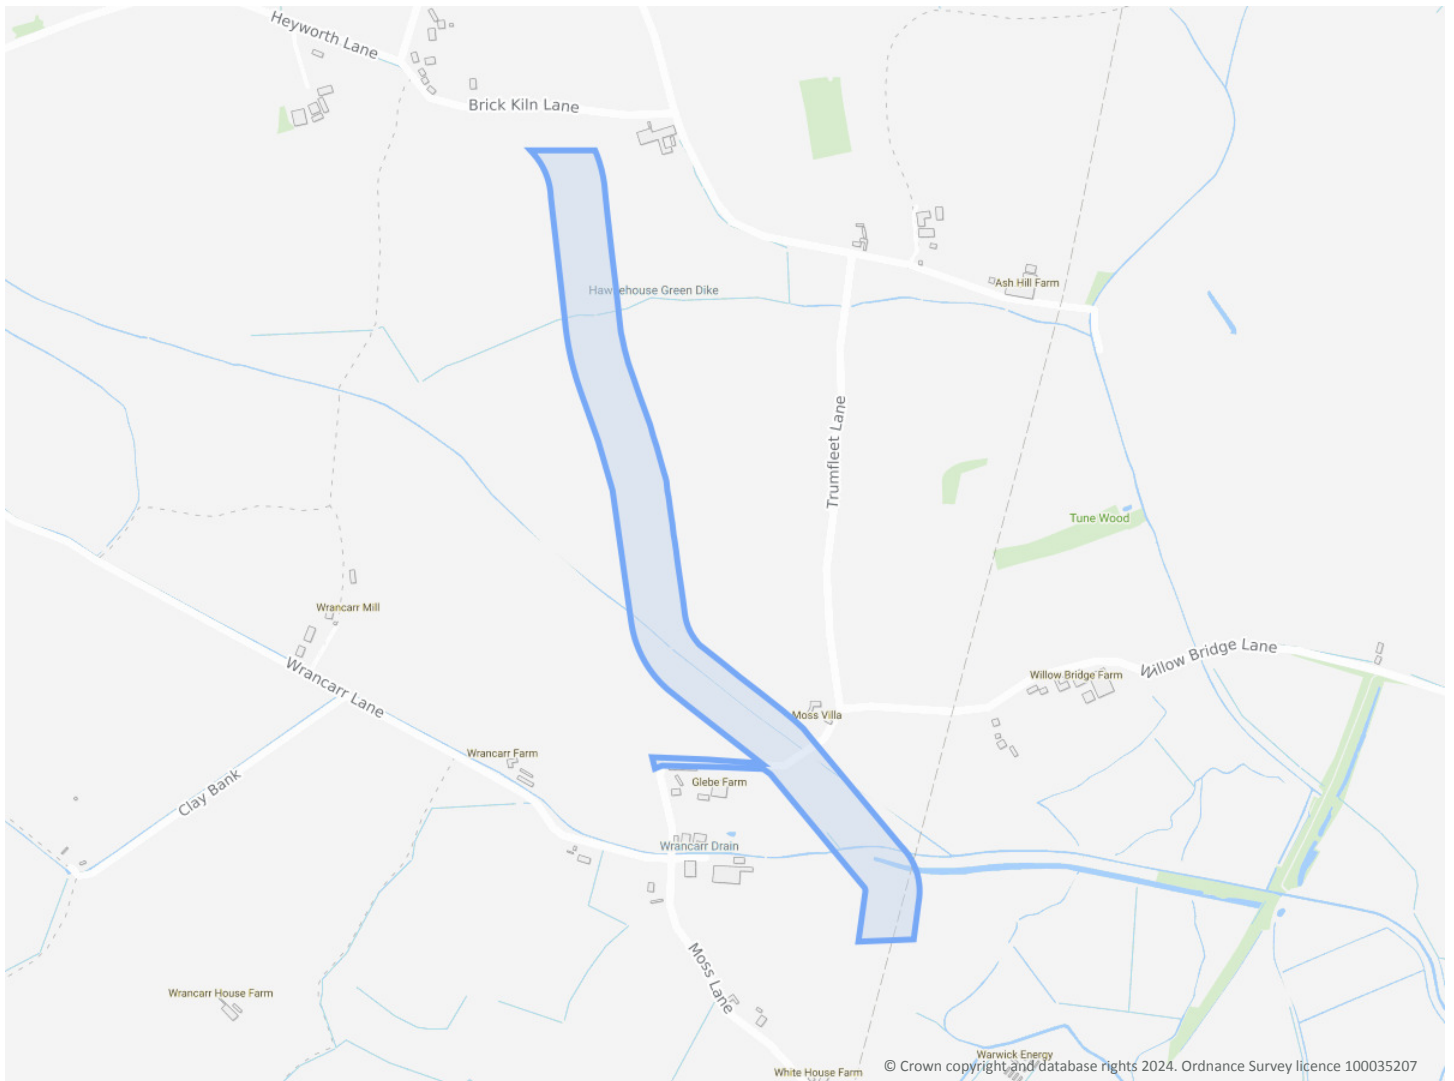 Heyworth Lane
Brick Kiln Lane
Ash Hill Farm
Green Dike
Trumfleet Lane
Tune Wood
Wrancarr Mill
Willow Bridge Lane
Wrancarr Lane
Willow Bridge Farm
Moss Villa
Wrancarr Farm
Clay Bank
Glebe Farm
Wrancarr Drain
Moss Lane
Wrancarr House Farm
Warwick Energy
White House Farm
© Crown copyright and database rights 2024. Ordnance Survey licence 100035207